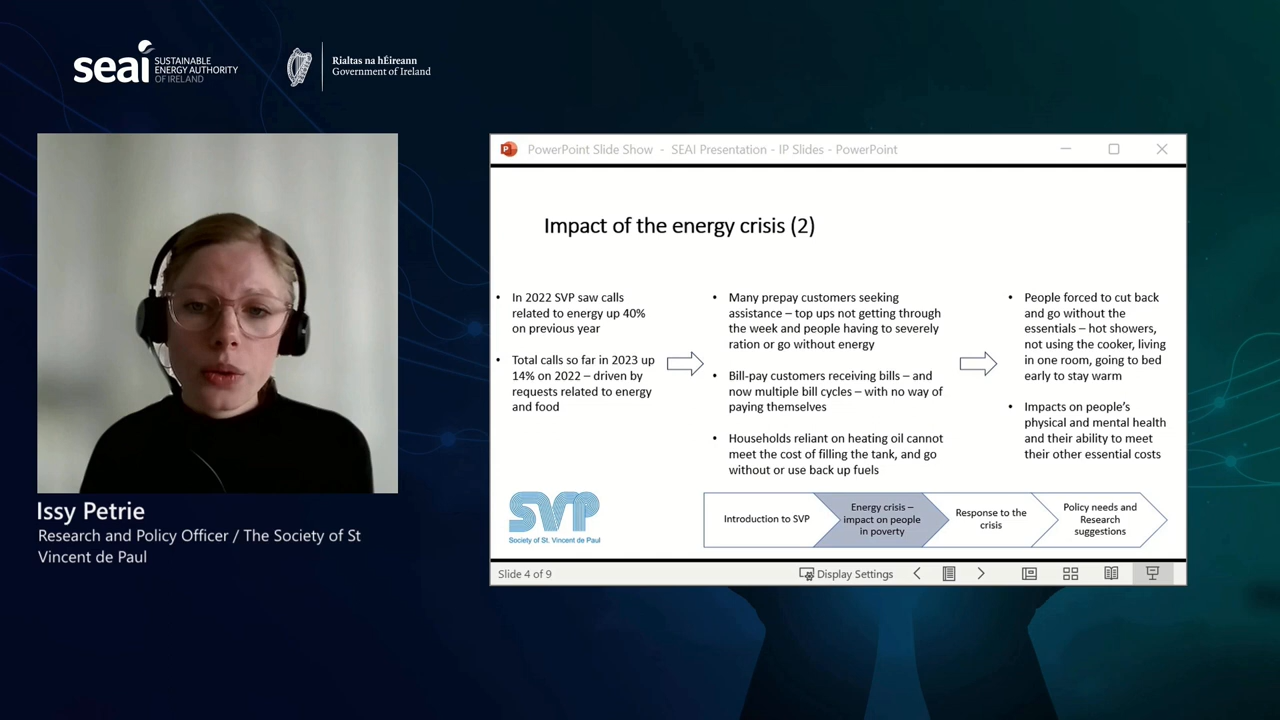 seai
SUSTAINABLE
ENERGY AUTHORITY
OF IRELAND
Rialtas na hÉireann
Government of Ireland
Issy Petrie
Research and Policy Officer / The Society of St
Vincent de Paul
PowerPoint Slide Show - SEAI Presentation - IP Slides - PowerPoint
Impact of the energy crisis (2)
• In 2022 SVP saw calls
related to energy up 40%
on previous year
• Total calls so far in 2023 up
14% on 2022 – driven by
requests related to energy
and food
• Many prepay customers seeking
assistance – top ups not getting through
the week and people having to severely
ration or go without energy
• Bill-pay customers receiving bills – and
now multiple bill cycles – with no way of
paying themselves
• Households reliant on heating oil cannot
meet the cost of filling the tank, and go
without or use back up fuels
• People forced to cut back
and go without the
essentials – hot showers,
not using the cooker, living
in one room, going to bed
early to stay warm
• Impacts on people's
physical and mental health
and their ability to meet
their other essential costs
SVP
Society of St. Vincent de Paul
Introduction to SVP
Energy crisis –
impact on people
in poverty
Response to the
crisis
Policy needs and
Research
suggestions
Slide 4 of 9
Display Settings